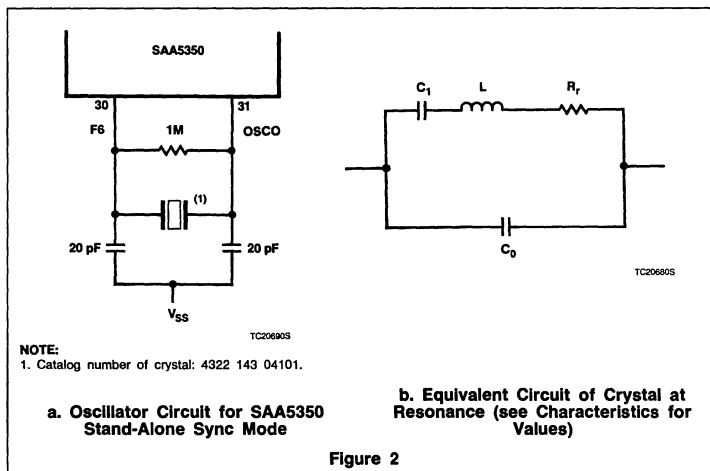 SAA5350
30
31
F6
1M
OSCO
(1)
20 pF
20 pF
VSS
TC20690S
NOTE:
1. Catalog number of crystal: 4322 143 04101.
a. Oscillator Circuit for SAA5350
Stand-Alone Sync Mode
C1
L
Rr
C0
TC20680S
b. Equivalent Circuit of Crystal at
Resonance (see Characteristics for
Values)
Figure 2